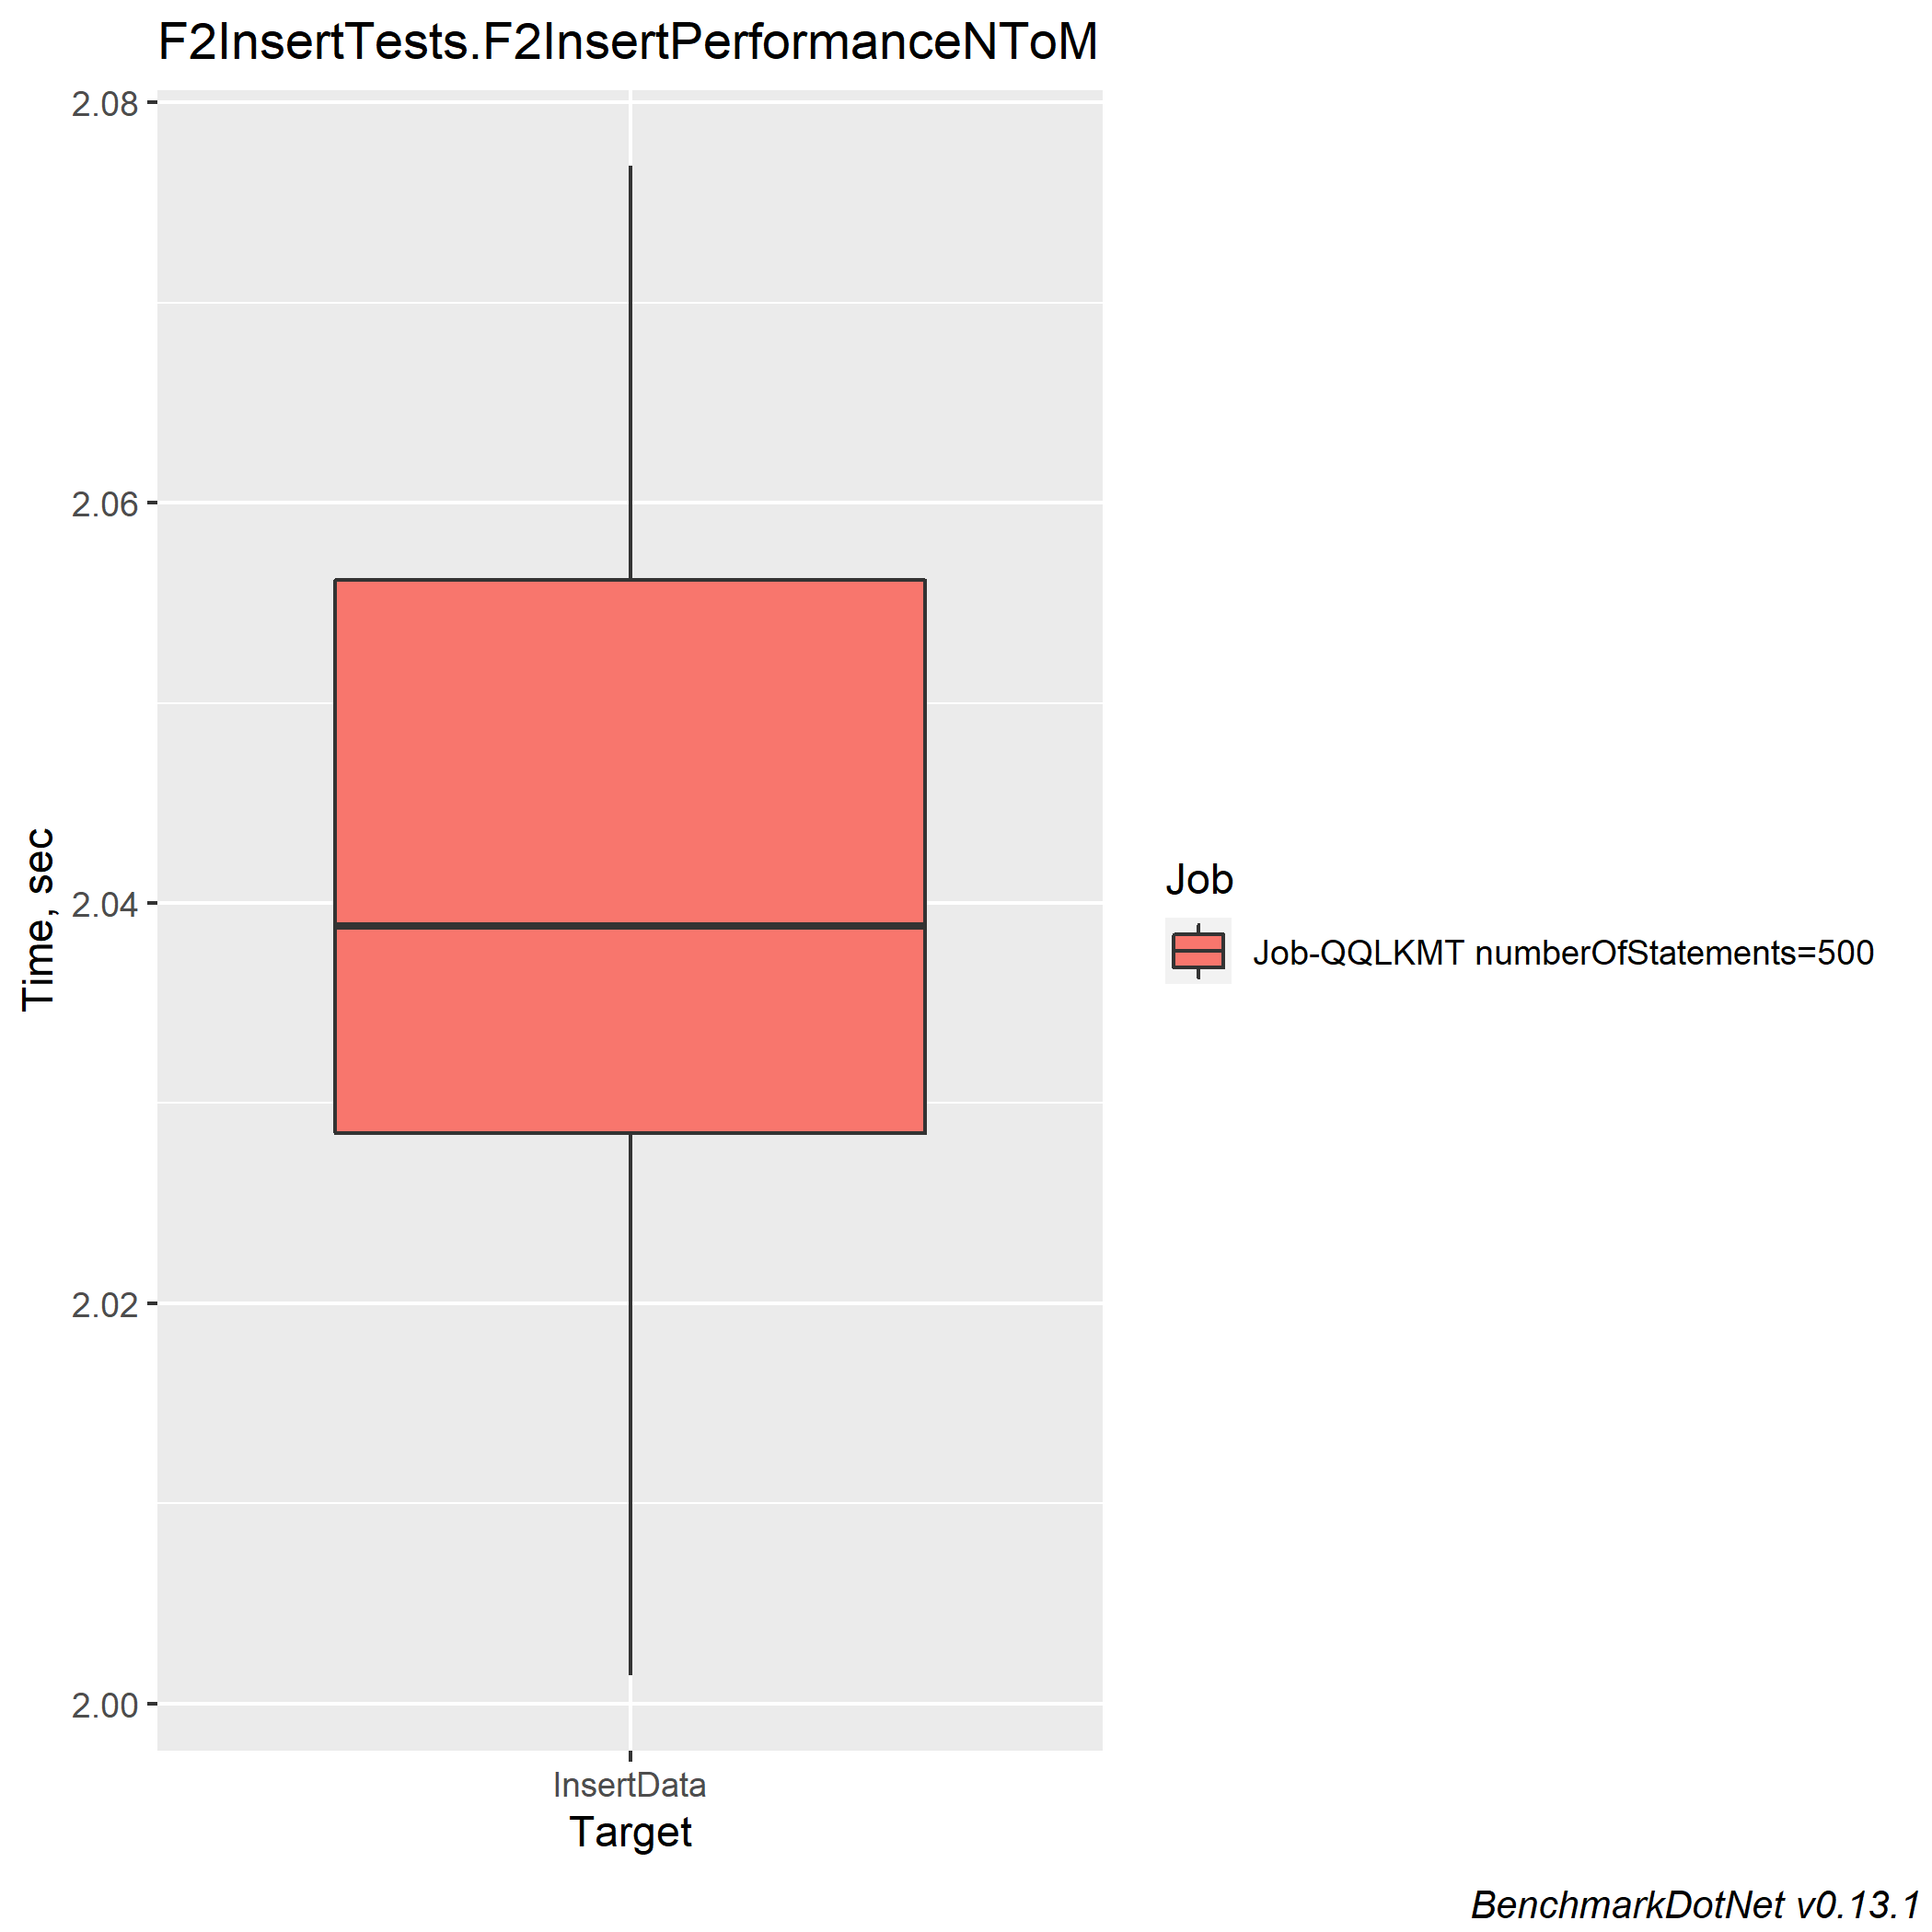 F2InsertTests.F2InsertPerformanceNToM
2.08
2.06
2.04
2.02
2.00
Time, sec
InsertData
Target
Job
Job-QQLKMT numberOfStatements=500
BenchmarkDotNet v0.13.1